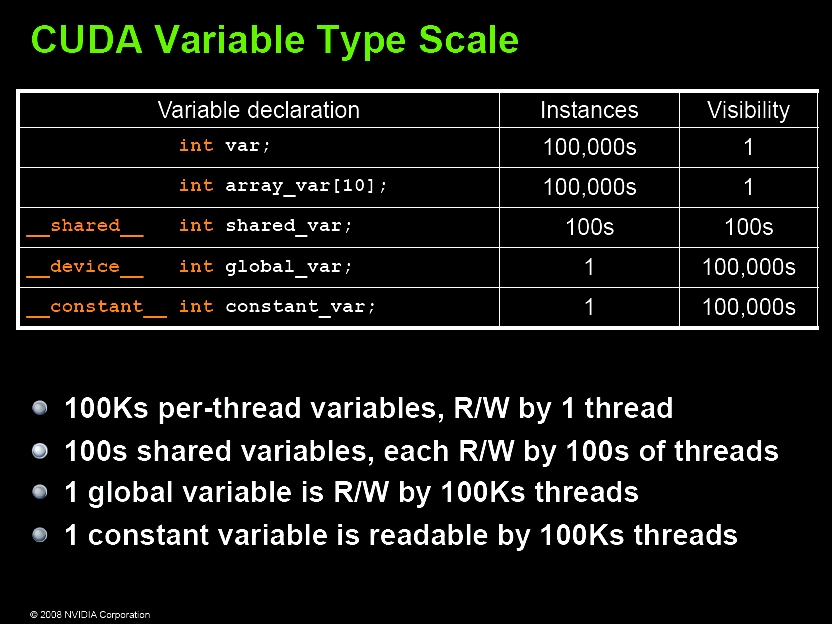 CUDA Variable Type Scale
Variable declaration Instances Visibility
int var; 100,000s 1
int array_var[10]; 100,000s 1
__shared__ int shared_var; 100s 100s
__device__ int global_var; 1 100,000s
__constant__ int constant_var; 1 100,000s
100Ks per-thread variables, R/W by 1 thread
100s shared variables, each R/W by 100s of threads
1 global variable is R/W by 100Ks threads
1 constant variable is readable by 100Ks threads
© 2008 NVIDIA Corporation